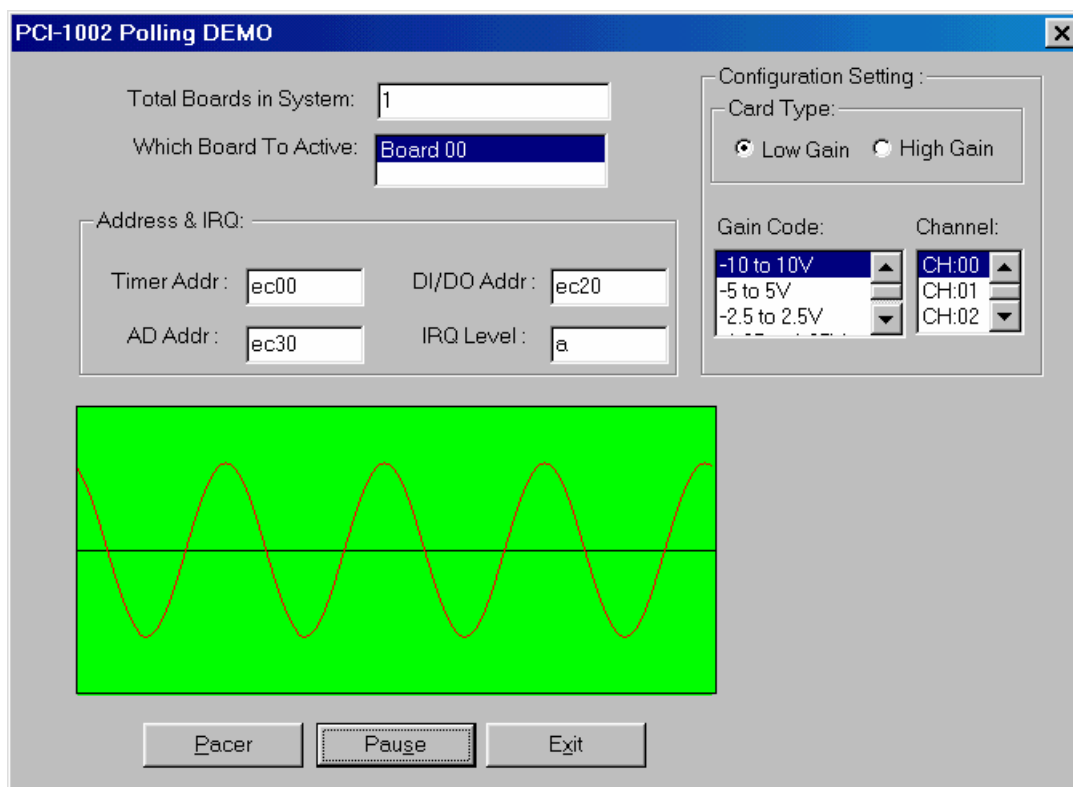 PCI-1002 Polling DEMO
Total Boards in System: 1
Which Board To Active: Board 00
Configuration Setting :
Card Type:
Low Gain High Gain
Address & IRQ:
Timer Addr : ec00 DI/DO Addr : ec20
AD Addr : ec30 IRQ Level : a
Gain Code: Channel:
-10 to 10V CH:00
-5 to 5V CH:01
-2.5 to 2.5V CH:02
Pacer Pause Exit